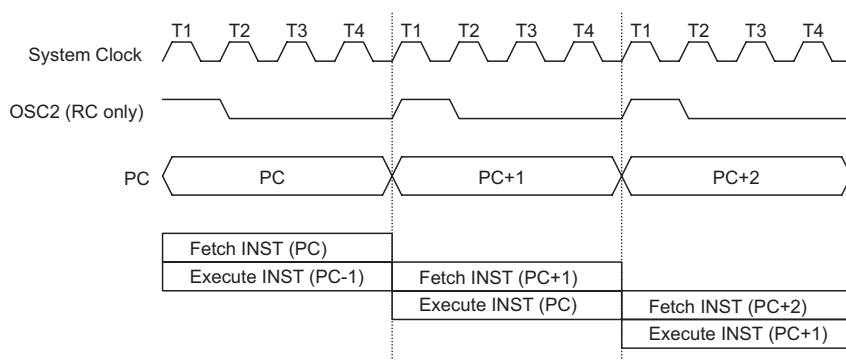 T1 T2 T3 T4 T1 T2 T3 T4 T1 T2 T3 T4
System Clock
OSC2 (RC only)
PC PC PC+1 PC+2
Fetch INST (PC)
Execute INST (PC-1) Fetch INST (PC+1)
Execute INST (PC) Fetch INST (PC+2)
Execute INST (PC+1)